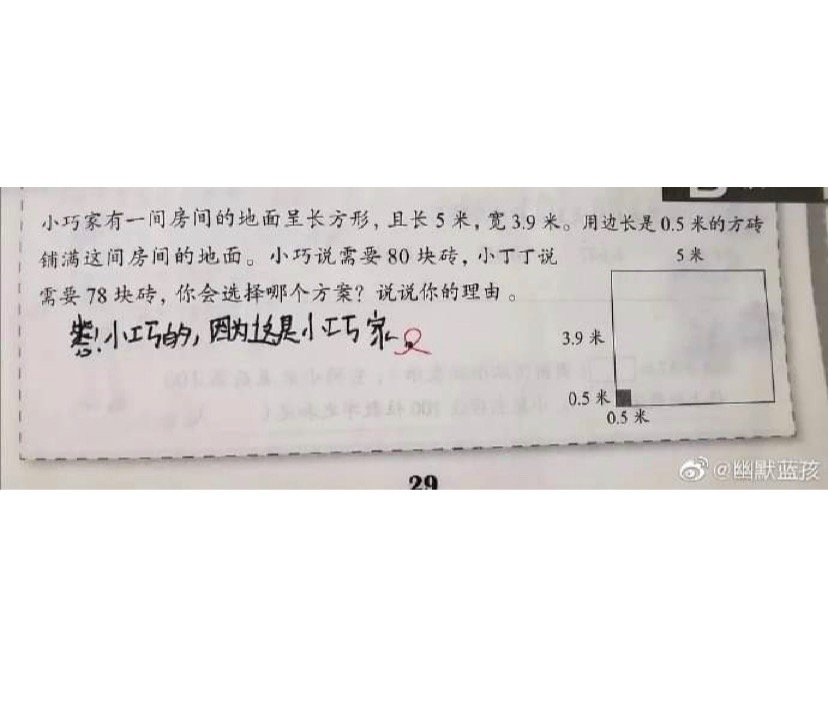 小巧家有一间房间的地面呈长方形，且长5米，宽3.9米。用边长是0.5米的方砖
铺满这间房间的地面。小巧说需要80块砖，小丁丁说
需要78块砖，你会选择哪个方案？说说你的理由。
小巧的，因为这是小巧家
5米
3.9米
0.5米
0.5米
29
@幽默蓝孩